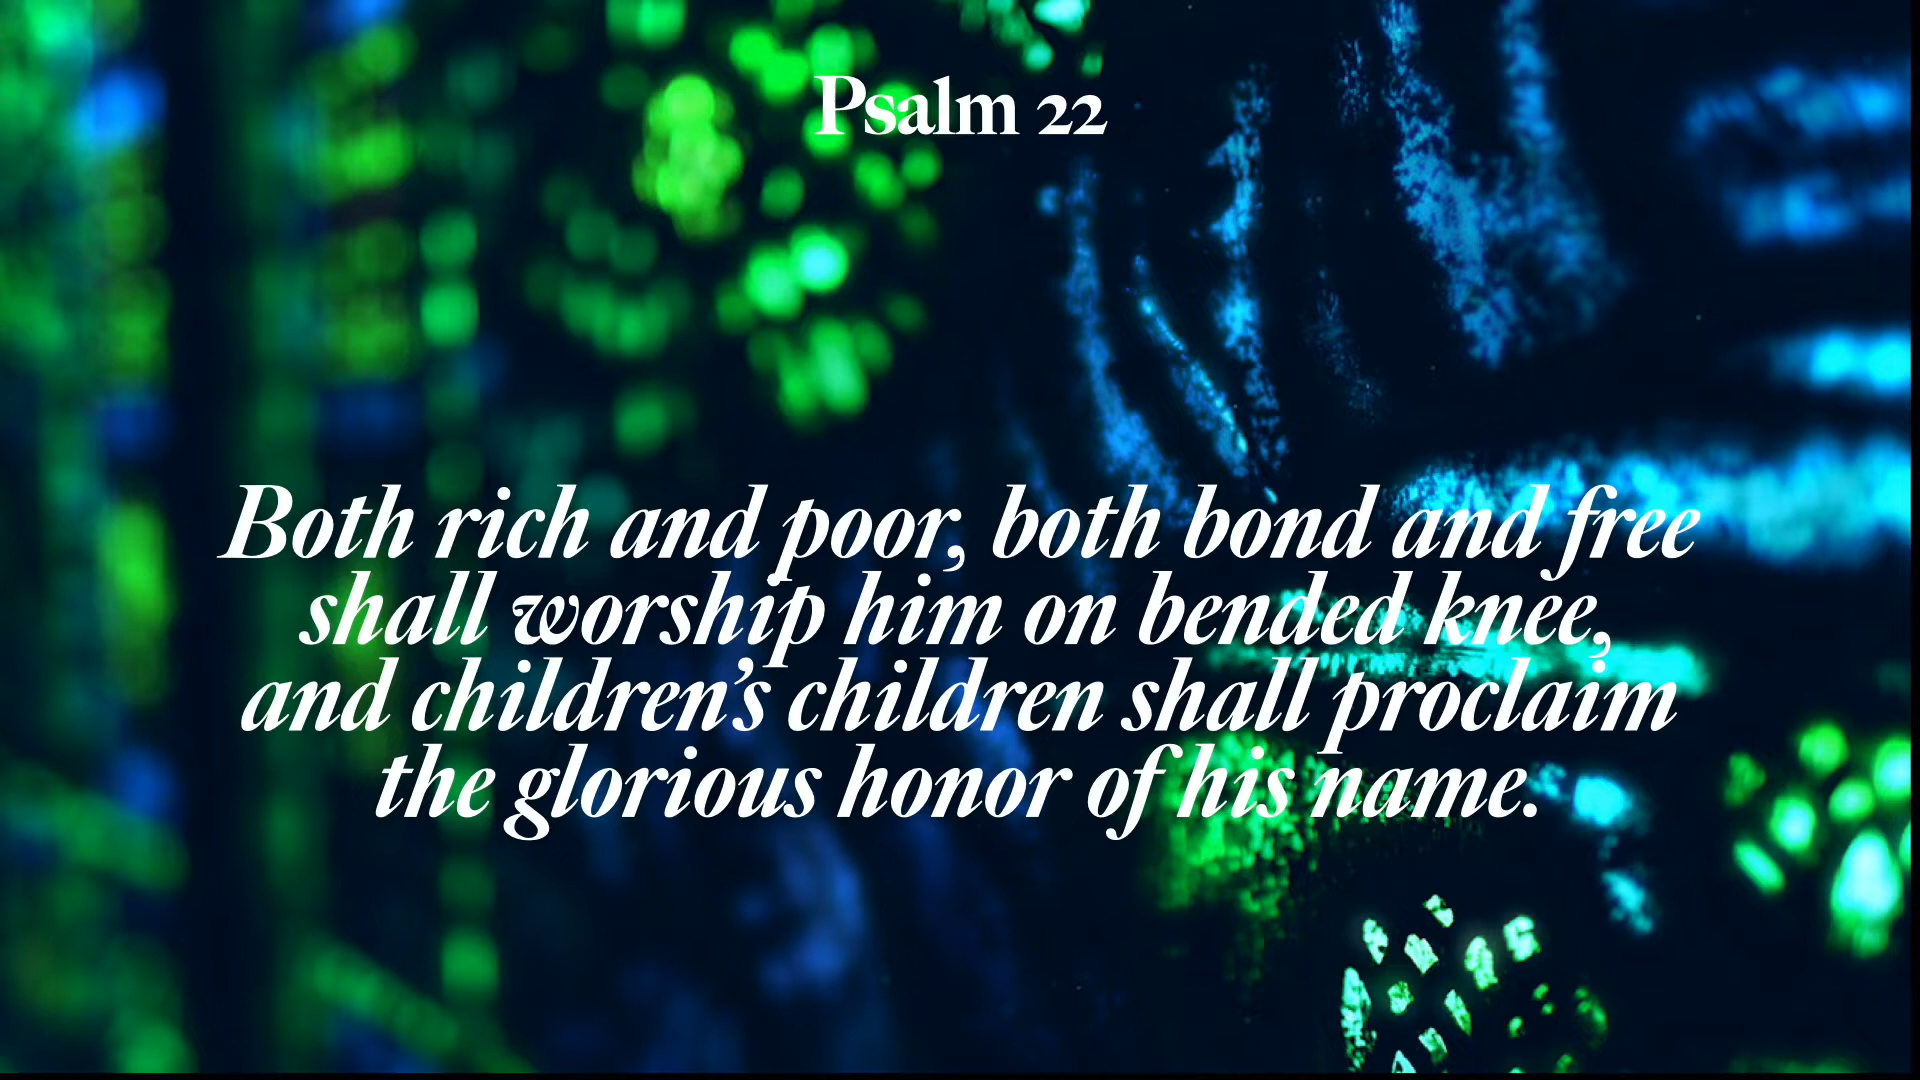 Psalm 22
Both rich and poor, both bond and free
shall worship him on bended knee,
and children’s children shall proclaim
the glorious honor of his name.